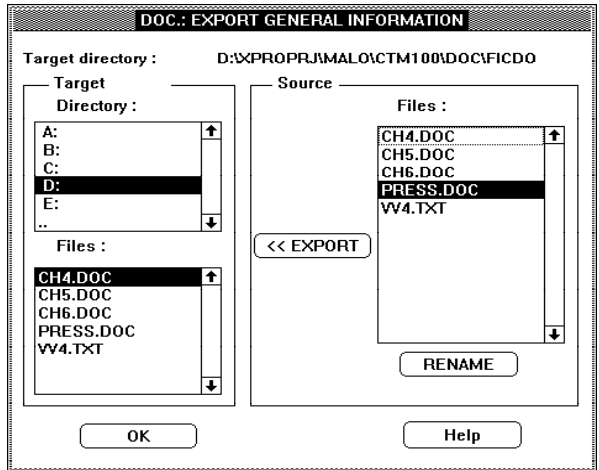 DOC.: EXPORT GENERAL INFORMATION
Target directory : D:\XPROPRJ\MALO\CTM100\DOC\FICDO
Target
Directory :
A:
B:
C:
D:
E:
..
Files :
CH4.DOC
CH5.DOC
CH6.DOC
PRESS.DOC
VV4.TXT
Source
Files :
CH4.DOC
CH5.DOC
CH6.DOC
PRESS.DOC
VV4.TXT
<< EXPORT
RENAME
OK
Help